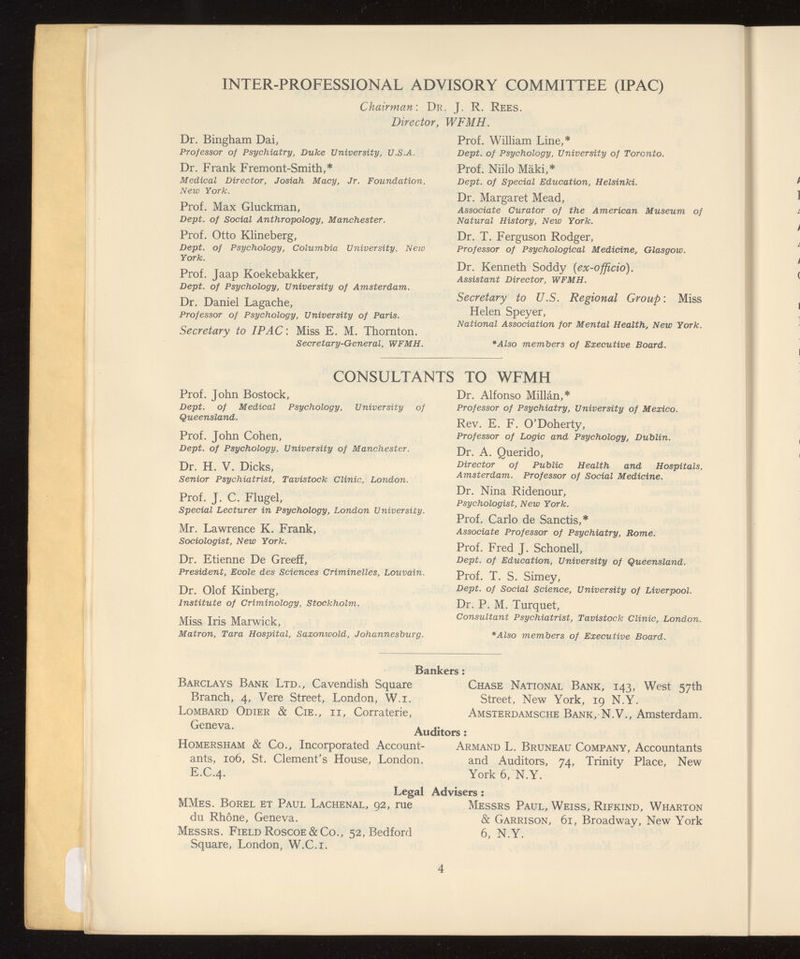 INTER-PROFESSIONAL ADVISORY COMMITTEE (IPAC)
Chairman: DR. J. R. REES.
Director, WFMH.
Dr. Bingham Dai,
Professor of Psychiatry, Duke University, U.S.A.
Dr. Frank Fremont-Smith,*
Medical Director, Josiah Macy, Jr. Foundation,
New York.
Prof. Max Gluckman,
Dept. of Social Anthropology, Manchester.
Prof. Otto Klineberg,
Dept. of Psychology, Columbia University, New
York.
Prof. Jaap Koekebakker,
Dept. of Psychology, University of Amsterdam.
Dr. Daniel Lagache,
Professor of Psychology, University of Paris.
Secretary to IPAC: Miss E. M. Thornton.
Secretary-General, WFMH.
Prof. William Line,*
Dept. of Psychology, University of Toronto.
Prof. Niilo Mäki,*
Dept. of Special Education, Helsinki.
Dr. Margaret Mead,
Associate Curator of the American Museum of
Natural History, New York.
Dr. T. Ferguson Rodger,
Professor of Psychological Medicine, Glasgow.
Dr. Kenneth Soddy (ex-officio).
Assistant Director, WFMH.
Secretary to U.S. Regional Group: Miss
Helen Speyer,
National Association for Mental Health, New York.
*Also members of Executive Board.
CONSULTANTS TO WFMH
Prof. John Bostock,
Dept. of Medical Psychology, University of
Queensland.
Prof. John Cohen,
Dept. of Psychology, University of Manchester.
Dr. H. V. Dicks,
Senior Psychiatrist, Tavistock Clinic, London.
Prof. J. C. Flugel,
Special Lecturer in Psychology, London University.
Mr. Lawrence K. Frank,
Sociologist, New York.
Dr. Etienne De Greeff,
President, Ecole des Sciences Criminelles, Louvain.
Dr. Olof Kinberg,
Institute of Criminology, Stockholm.
Miss Iris Marwick,
Matron, Tara Hospital, Saxonwold, Johannesburg.
Dr. Alfonso Millán,*
Professor of Psychiatry, University of Mexico.
Rev. E. F. O'Doherty,
Professor of Logic and Psychology, Dublin.
Dr. A. Querido,
Director of Public Health and Hospitals,
Amsterdam. Professor of Social Medicine.
Dr. Nina Ridenour,
Psychologist, New York.
Prof. Carlo de Sanctis,*
Associate Professor of Psychiatry, Rome.
Prof. Fred J. Schonell,
Dept. of Education, University of Queensland.
Prof. T. S. Simey,
Dept. of Social Science, University of Liverpool.
Dr. P. M. Turquet,
Consultant Psychiatrist, Tavistock Clinic, London.
*Also members of Executive Board.
Bankers:
BARCLAYS BANK LTD., Cavendish Square
Branch, 4, Vere Street, London, W.1.
LOMBARD ODIER & CIE., 11, Corraterie,
Geneva.
CHASE NATIONAL BANK, 143, West 57th
Street, New York, 19 N.Y.
AMSTERDAMSCHE BANK, N.V., Amsterdam.
Auditors:
HOMERSHAM & Co., Incorporated Account-
ants, 106, St. Clement's House, London,
E.C.4.
ARMAND L. BRUNEAU COMPANY, Accountants
and Auditors, 74, Trinity Place, New
York 6, N.Y.
Legal Advisers:
MMES. BOREL ET PAUL LACHENAL, 92, rue
du Rhône, Geneva.
MESSRS. FIELD ROSCOE & Co., 52, Bedford
Square, London, W.C.1.
MESSRS PAUL, WEISS, RIFKIND, WHARTON
& GARRISON, 61, Broadway, New York
6, N.Y.
4